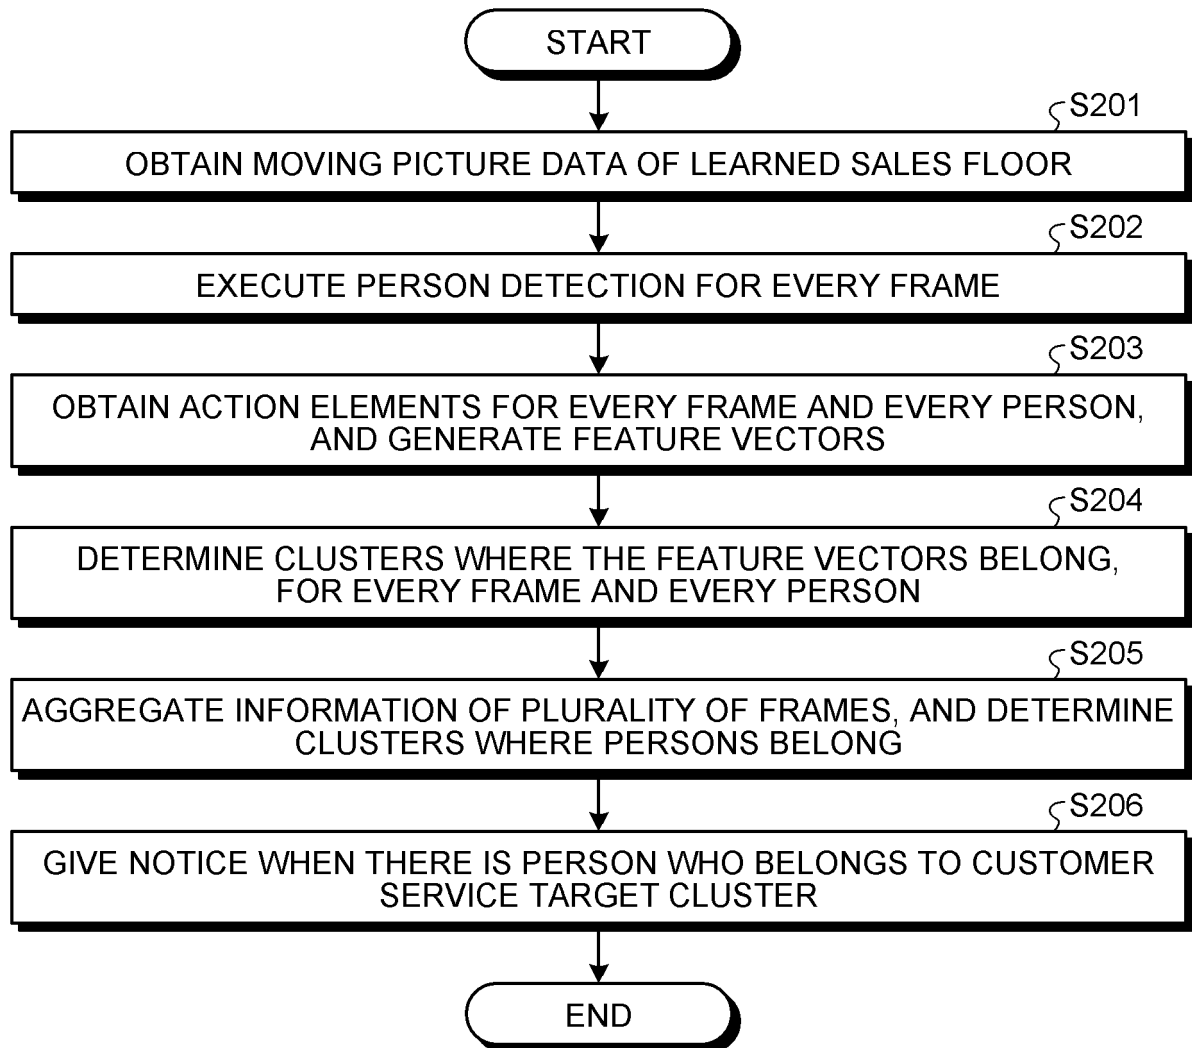 START
S201
OBTAIN MOVING PICTURE DATA OF LEARNED SALES FLOOR
S202
EXECUTE PERSON DETECTION FOR EVERY FRAME
S203
OBTAIN ACTION ELEMENTS FOR EVERY FRAME AND EVERY PERSON,
AND GENERATE FEATURE VECTORS
S204
DETERMINE CLUSTERS WHERE THE FEATURE VECTORS BELONG,
FOR EVERY FRAME AND EVERY PERSON
S205
AGGREGATE INFORMATION OF PLURALITY OF FRAMES, AND DETERMINE
CLUSTERS WHERE PERSONS BELONG
S206
GIVE NOTICE WHEN THERE IS PERSON WHO BELONGS TO CUSTOMER
SERVICE TARGET CLUSTER
END